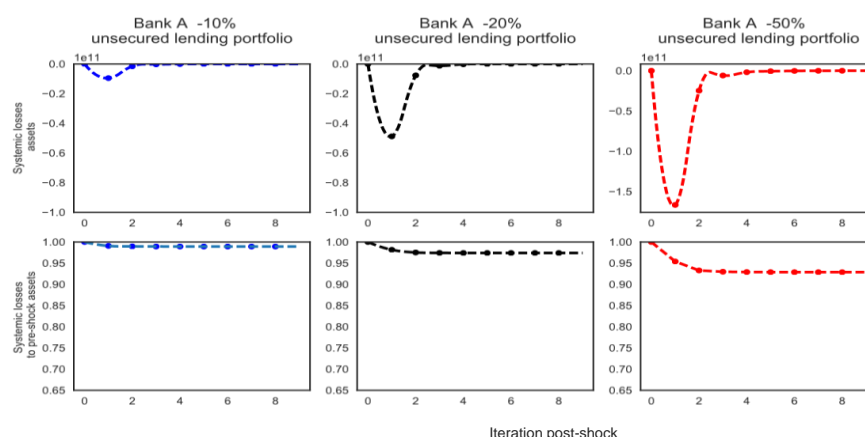 Bank A -10%
unsecured lending portfolio
Bank A -20%
unsecured lending portfolio
Bank A -50%
unsecured lending portfolio
1e11
1e11
1e11
Systemic losses
assets
0.0
−0.2
−0.4
−0.6
−0.8
−1.0
0 2 4 6 8
0.0
−0.2
−0.4
−0.6
−0.8
−1.0
0 2 4 6 8
0.0
−0.5
−1.0
−1.5
0 2 4 6 8
Systemic losses
to pre-shock assets
1.00
0.95
0.90
0.85
0.80
0.75
0.70
0.65
0 2 4 6 8
1.00
0.95
0.90
0.85
0.80
0.75
0.70
0.65
0 2 4 6 8
1.00
0.95
0.90
0.85
0.80
0.75
0.70
0.65
0 2 4 6 8
Iteration post-shock